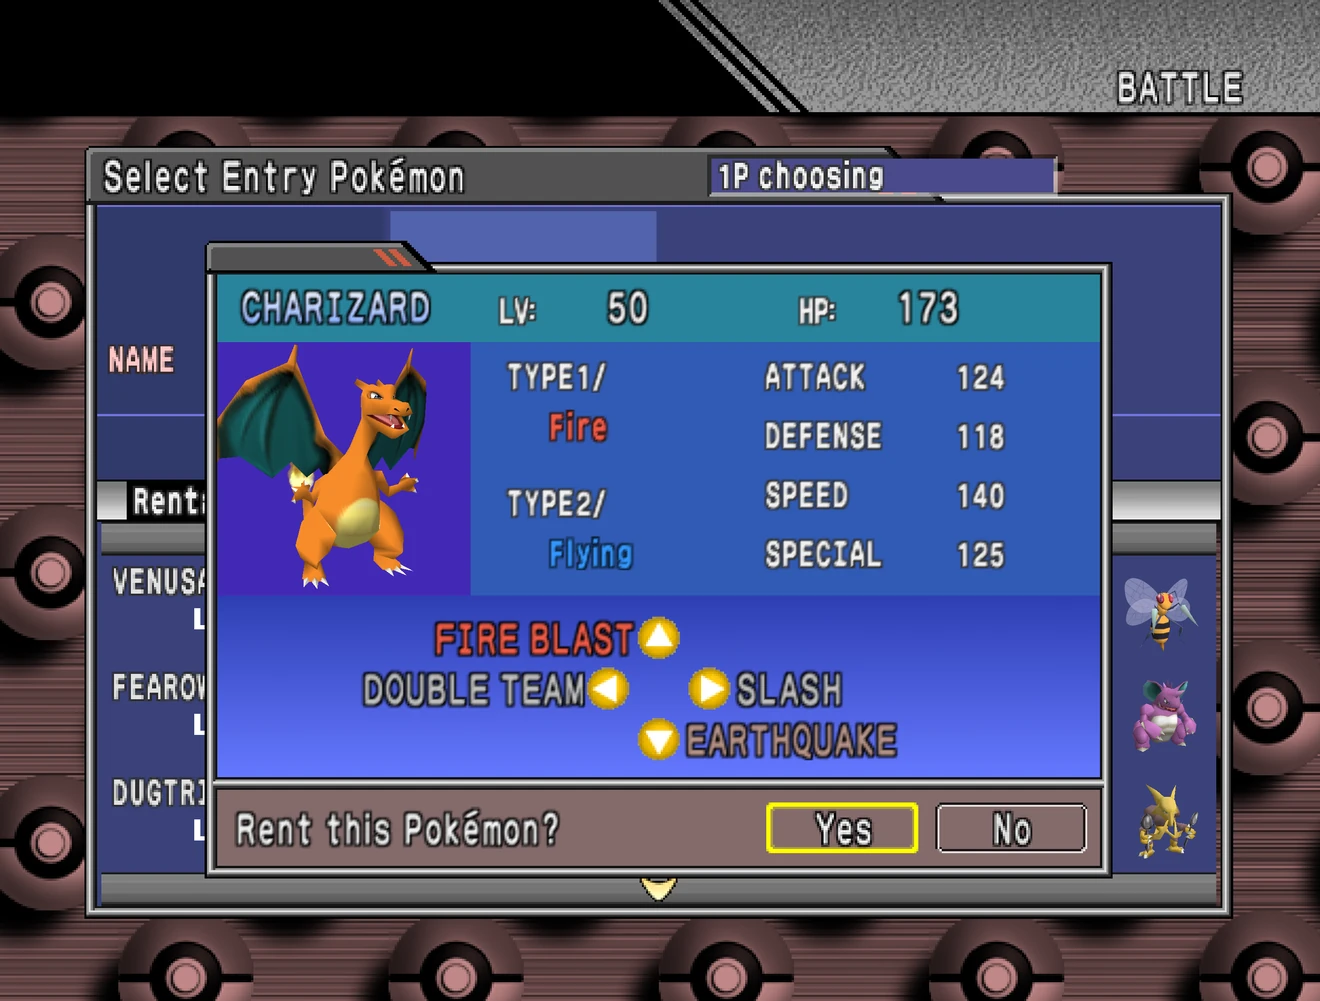 BATTLE
Select Entry Pokémon
1P choosing
CHARIZARD LV: 50 HP: 173
NAME
TYPE1/ ATTACK 124
Fire
DEFENSE 118
TYPE2/ SPEED 140
Flying SPECIAL 125
FIRE BLAST
DOUBLE TEAM SLASH
EARTHQUAKE
Rent this Pokémon? Yes No